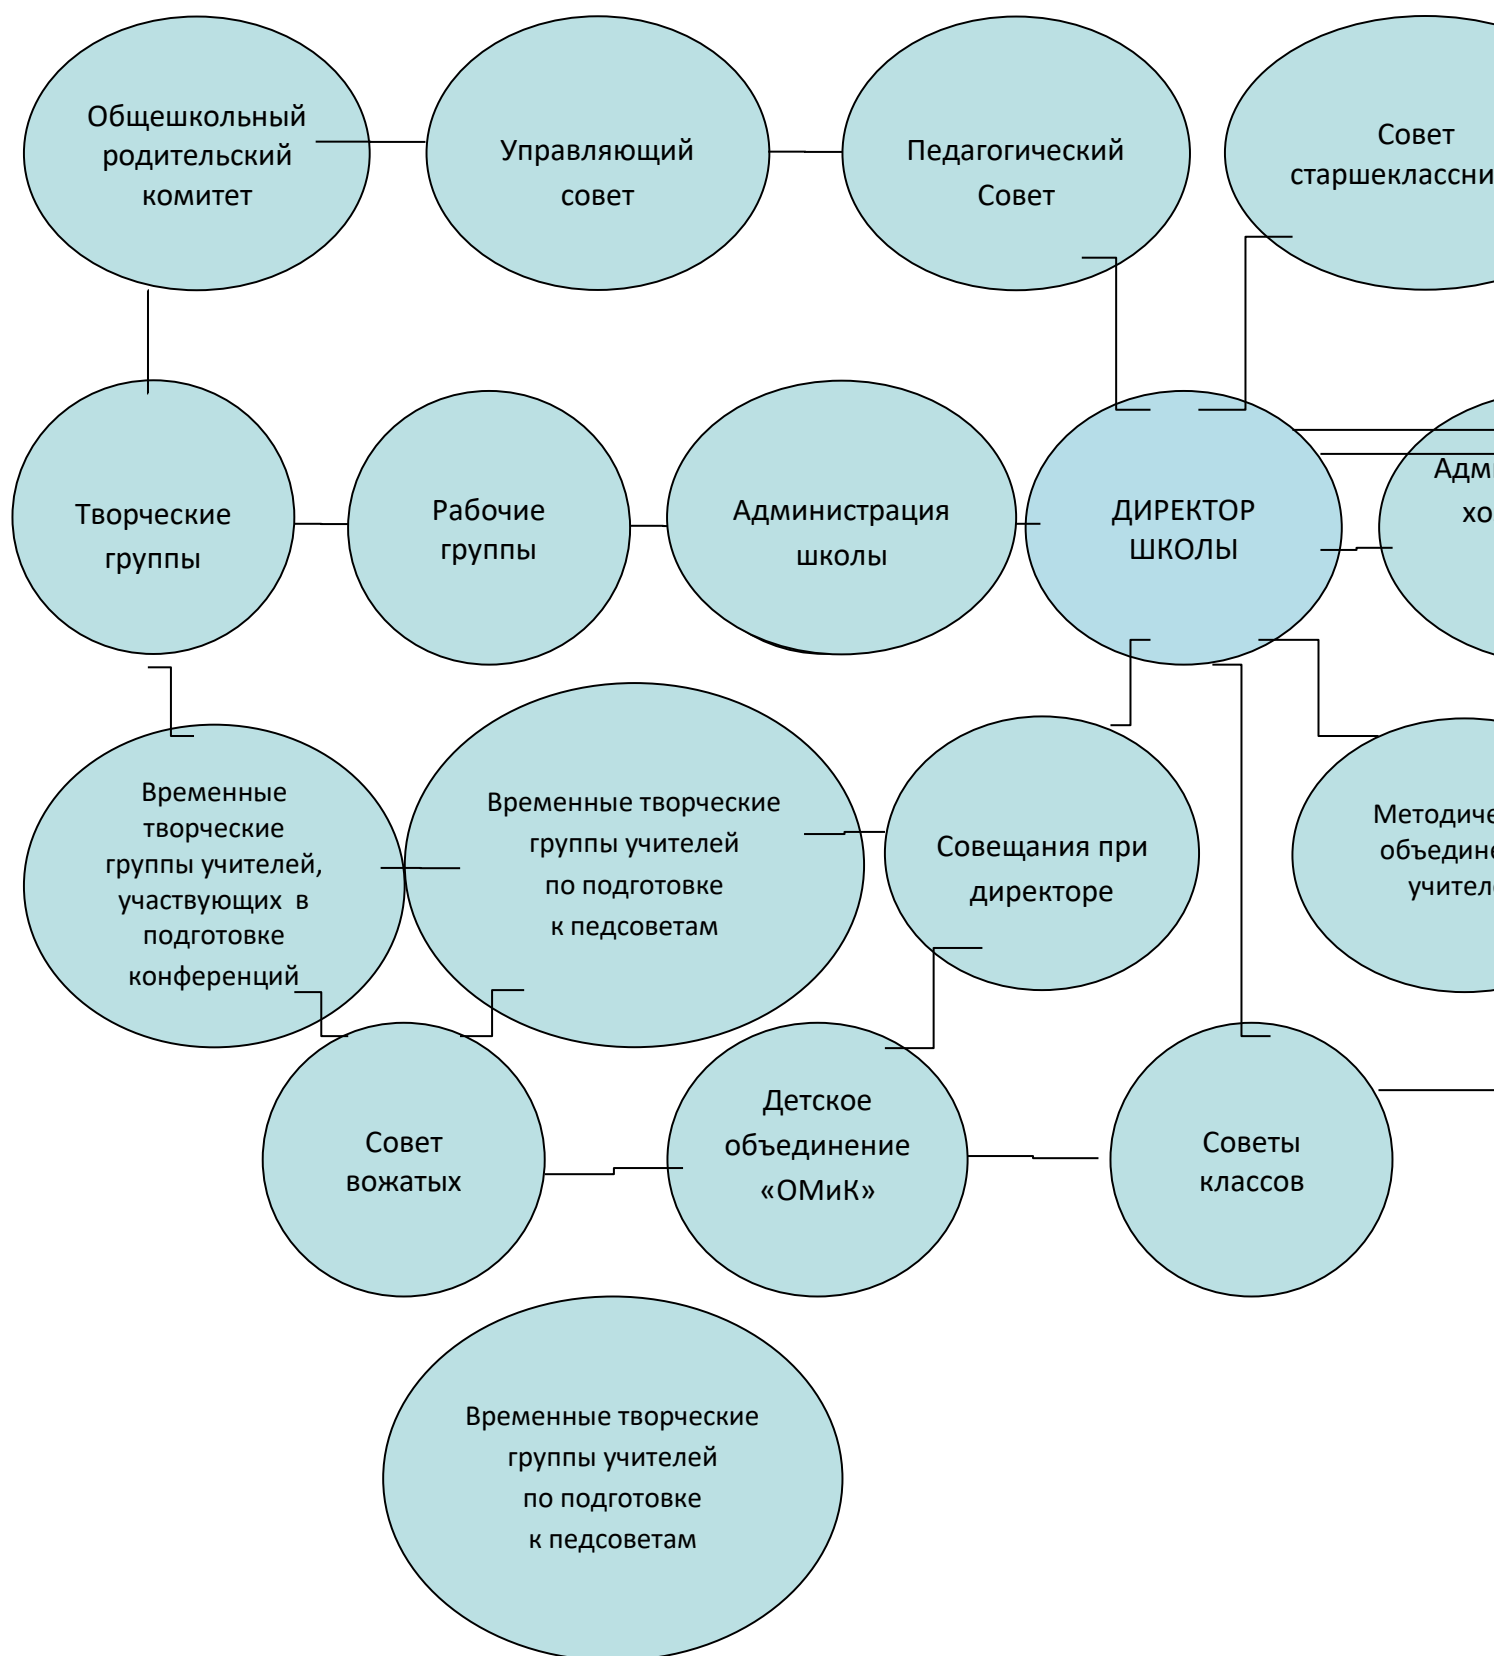 Общешкольный
родительский
комитет
Управляющий
совет
Педагогический
Совет
Совет
Творческие
группы
Рабочие
группы
Администрация
школы
ДИРЕКТОР
ШКОЛЫ
Временные
творческие
группы учителей,
участвующих в
подготовке
конференций
Временные творческие
группы учителей
по подготовке
к педсоветам
Совещания при
директоре
Совет
вожатых
Детское
объединение
«ОМиК»
Советы
классов
Временные творческие
группы учителей
по подготовке
к педсоветам